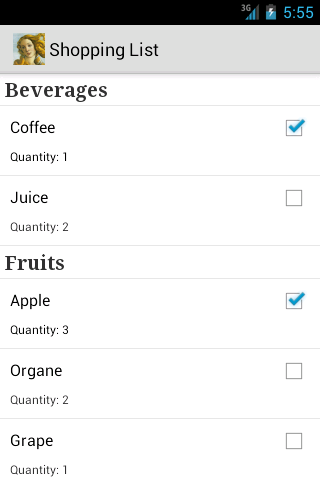 3G 5:55
Shopping List
Beverages
Coffee
Quantity: 1
Juice
Quantity: 2
Fruits
Apple
Quantity: 3
Organe
Quantity: 2
Grape
Quantity: 1